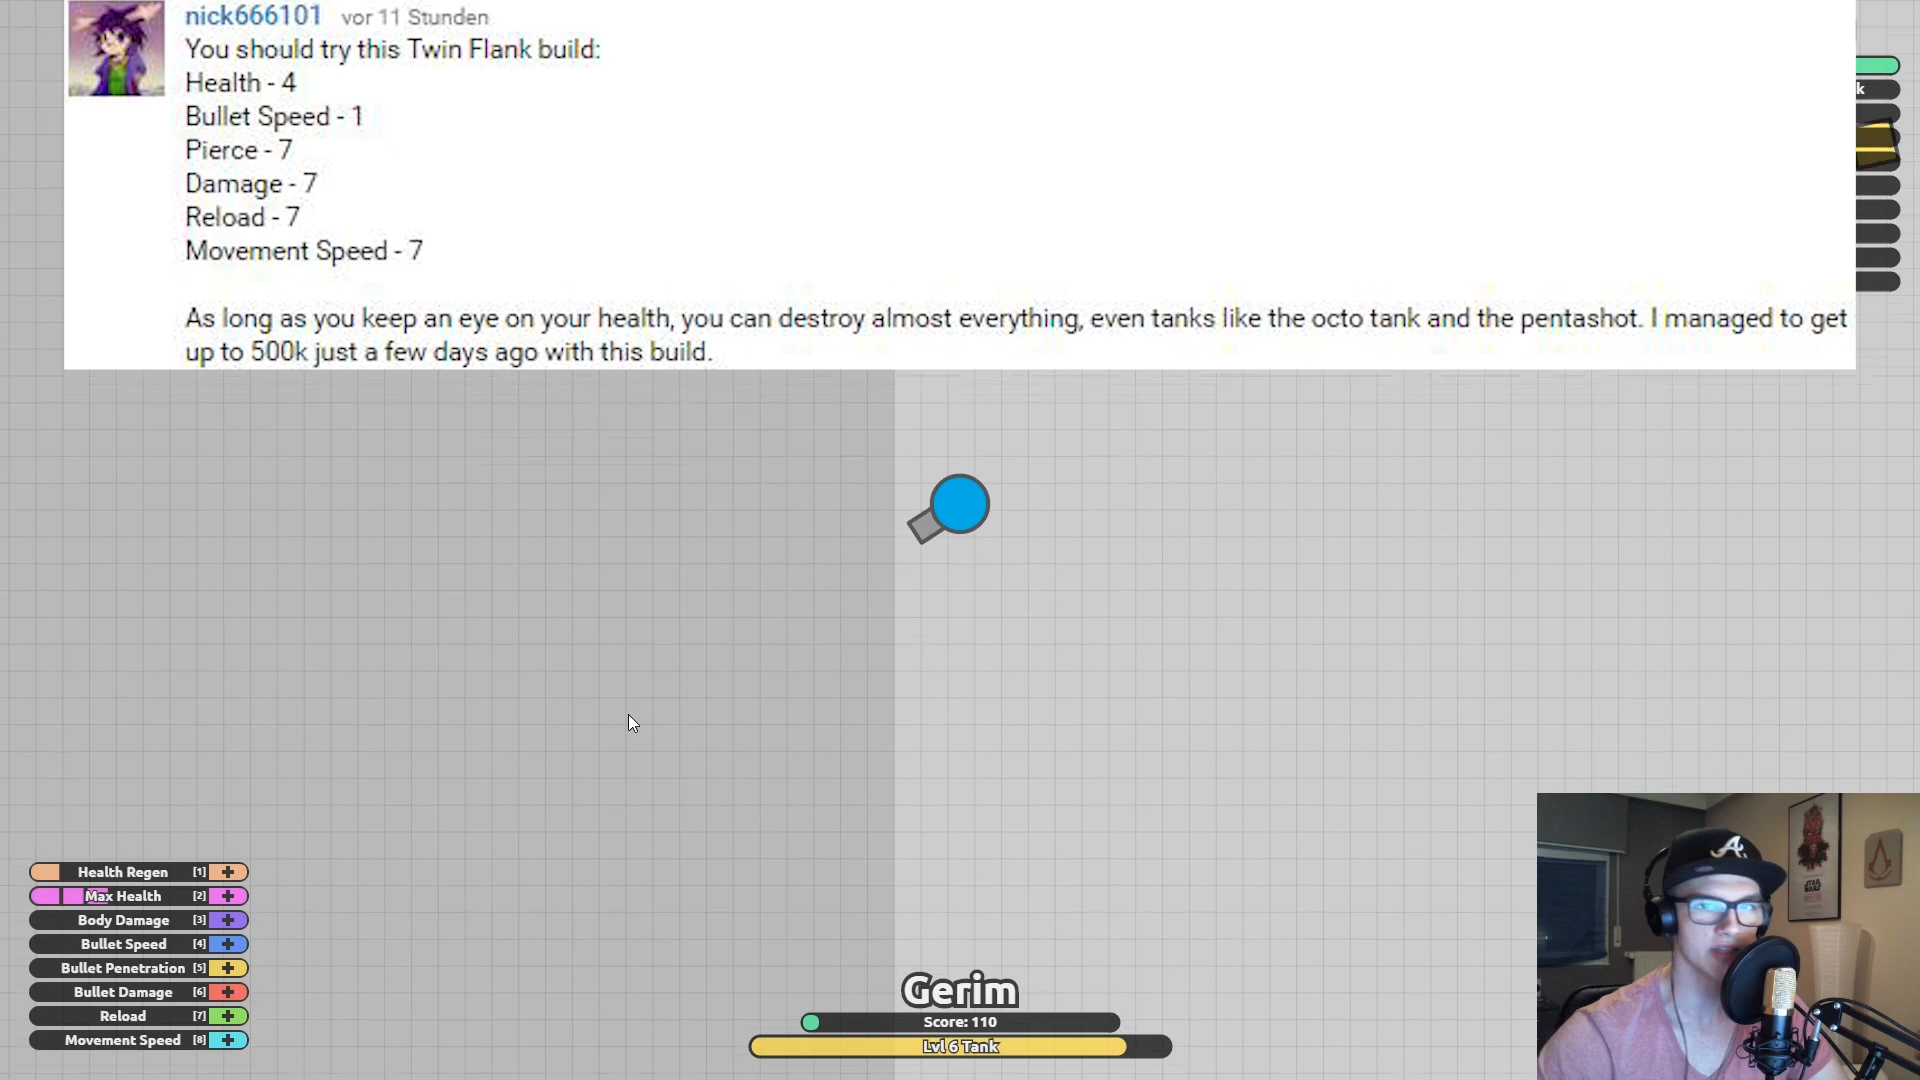 nick666101 vor 11 Stunden
You should try this Twin Flank build:
Health - 4
Bullet Speed - 1
Pierce - 7
Damage - 7
Reload - 7
Movement Speed - 7
As long as you keep an eye on your health, you can destroy almost everything, even tanks like the octo tank and the pentashot. I managed to get
up to 500k just a few days ago with this build.
k
Health Regen [1]
Max Health [2]
Body Damage [3]
Bullet Speed [4]
Bullet Penetration [5]
Bullet Damage [6]
Reload [7]
Movement Speed [8]
Gerim
Score: 110
Lvl 6 Tank
A
STAR
WARS